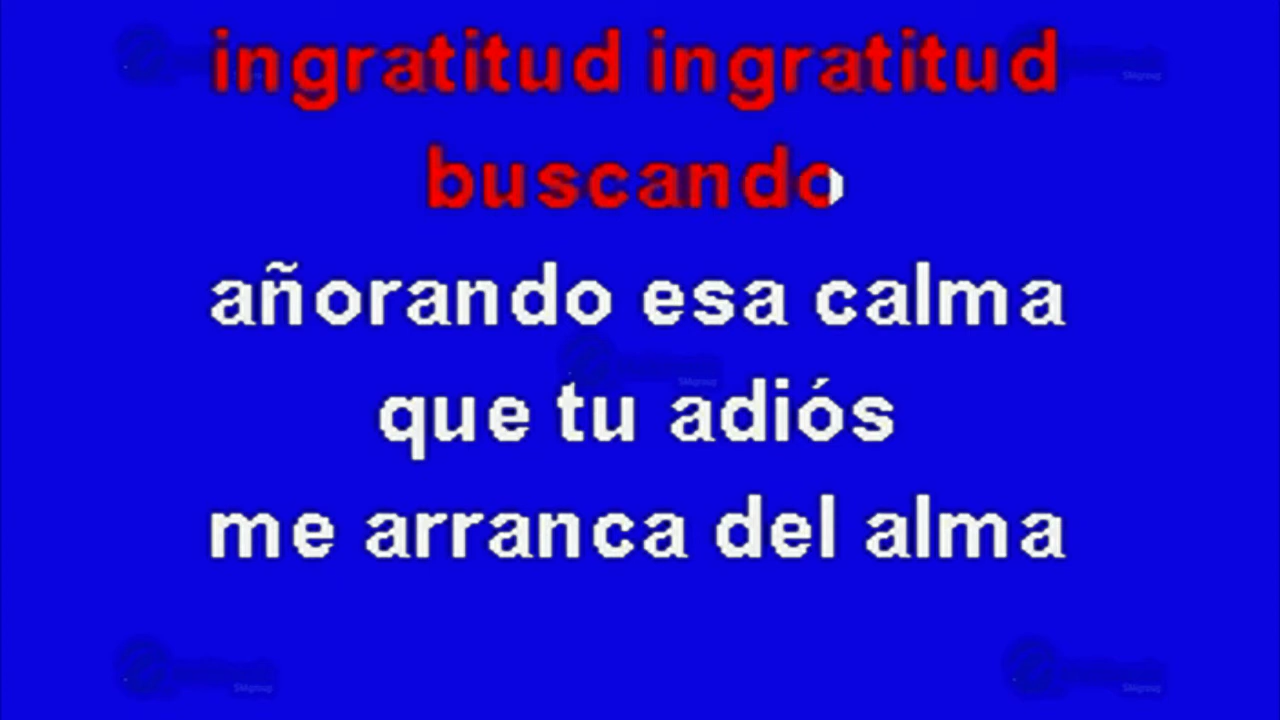 ingratitud ingratitud
buscando
añorando esa calma
que tu adiós
me arranca del alma